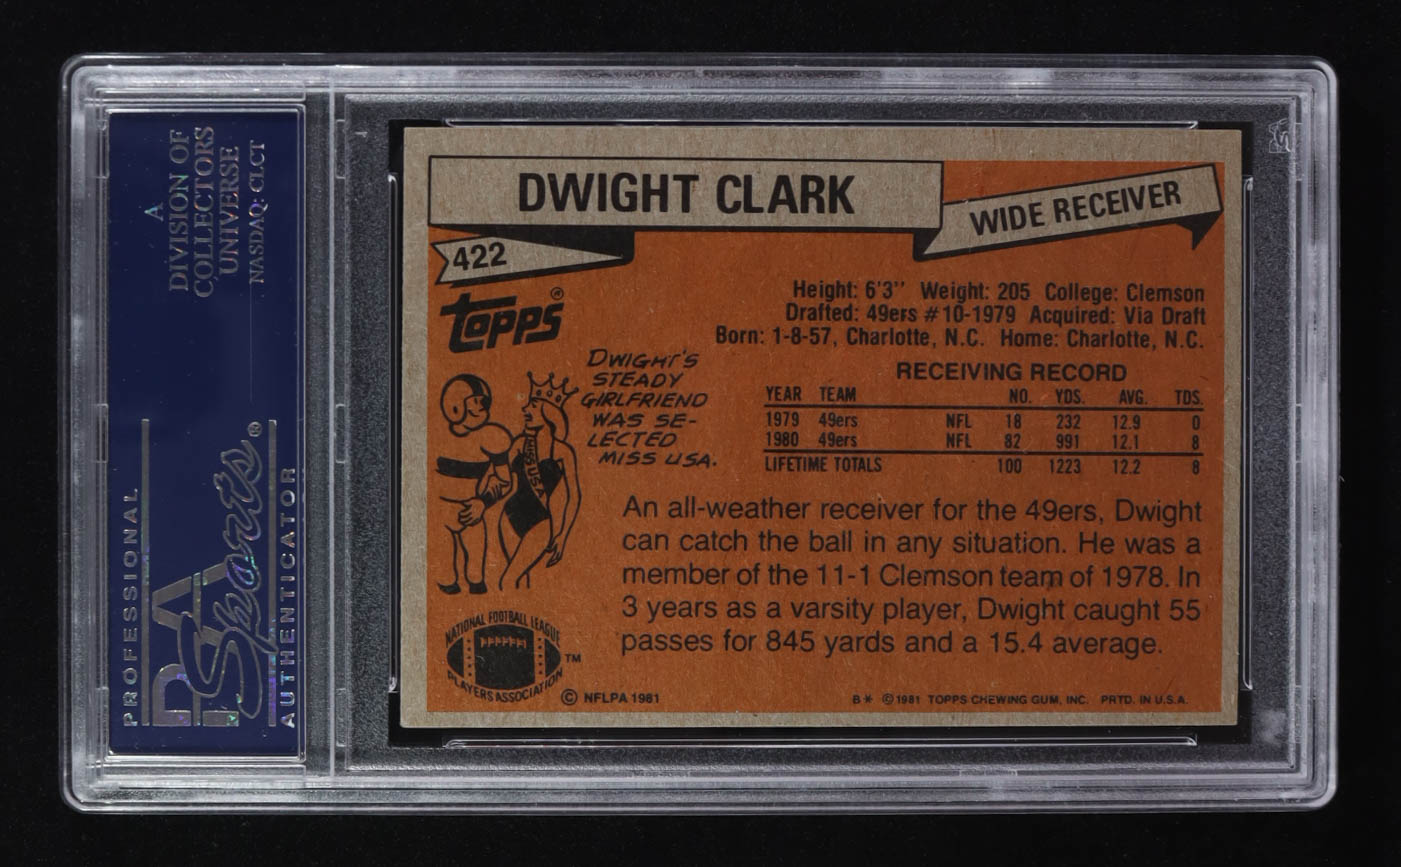 A
DIVISION OF
COLLECTORS
UNIVERSE
NASDAQ: CLCT
PROFESSIONAL
PSA
Sports®
AUTHENTICATOR
DWIGHT CLARK
WIDE RECEIVER
422
topps®
Height: 6'3" Weight: 205 College: Clemson
Drafted: 49ers #10-1979 Acquired: Via Draft
Born: 1-8-57, Charlotte, N.C. Home: Charlotte, N.C.
DWIGHT'S
STEADY
GIRLFRIEND
WAS SE-
LECTED
MISS USA.
MISS USA
RECEIVING RECORD
YEAR TEAM NO. YDS. AVG. TDS.
1979 49ers NFL 18 232 12.9 0
1980 49ers NFL 82 991 12.1 8
LIFETIME TOTALS 100 1223 12.2 8
An all-weather receiver for the 49ers, Dwight
can catch the ball in any situation. He was a
member of the 11-1 Clemson team of 1978. In
3 years as a varsity player, Dwight caught 55
passes for 845 yards and a 15.4 average.
NATIONAL FOOTBALL LEAGUE
PLAYERS ASSOCIATION
TM
© NFLPA 1981
B* © 1981 TOPPS CHEWING GUM, INC. PRTD. IN U.S.A.